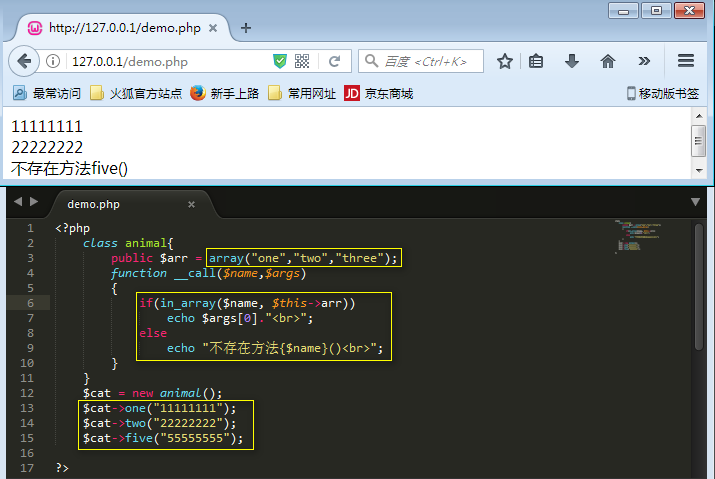 http://127.0.0.1/demo.php
127.0.0.1/demo.php
百度 <Ctrl+K>
最常访问 火狐官方站点 新手上路 常用网址 JD 京东商城 移动版书签
11111111
22222222
不存在方法five()
demo.php
1 <?php
2 class animal{
3 public $arr = array("one","two","three");
4 function __call($name,$args)
5 {
6 if(in_array($name, $this->arr))
7 echo $args[0]."<br>";
8 else
9 echo "不存在方法{$name}()<br>";
10 }
11 }
12 $cat = new animal();
13 $cat->one("11111111");
14 $cat->two("22222222");
15 $cat->five("55555555");
16
17 ?>